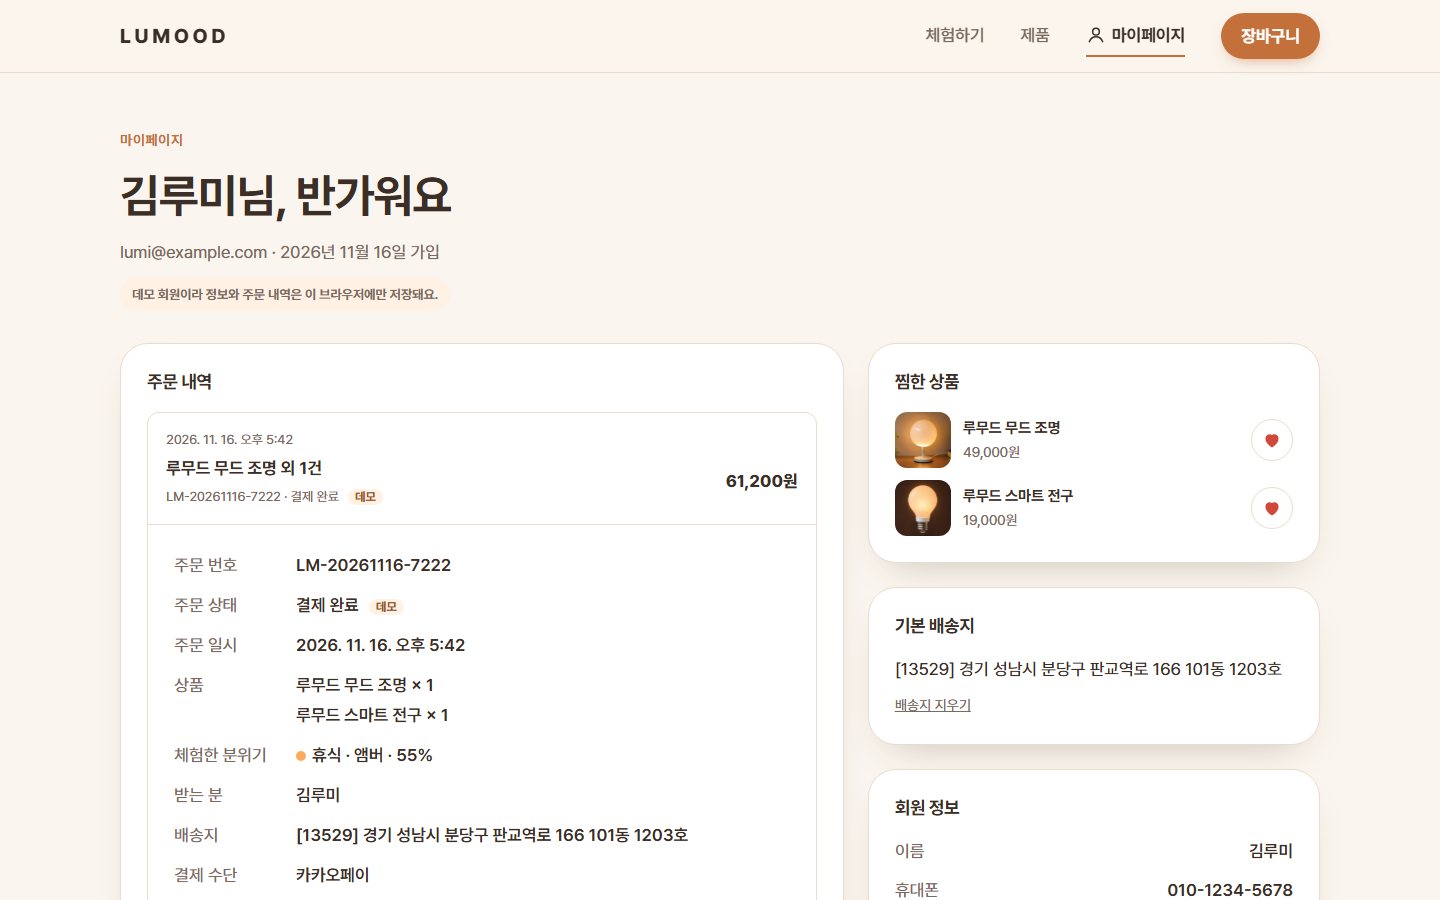 LUMOOD
체험하기
제품
마이페이지
장바구니
마이페이지
김루미님, 반가워요
lumi@example.com · 2026년 11월 16일 가입
데모 회원이라 정보와 주문 내역은 이 브라우저에만 저장돼요.
주문 내역
2026. 11. 16. 오후 5:42
루무드 무드 조명 외 1건
LM-20261116-7222 · 결제 완료 데모
61,200원
주문 번호 LM-20261116-7222
주문 상태 결제 완료 데모
주문 일시 2026. 11. 16. 오후 5:42
상품 루무드 무드 조명 × 1
루무드 스마트 전구 × 1
체험한 분위기 휴식 · 앰버 · 55%
받는 분 김루미
배송지 [13529] 경기 성남시 분당구 판교역로 166 101동 1203호
결제 수단 카카오페이
찜한 상품
루무드 무드 조명
49,000원
루무드 스마트 전구
19,000원
기본 배송지
[13529] 경기 성남시 분당구 판교역로 166 101동 1203호
배송지 지우기
회원 정보
이름 김루미
휴대폰 010-1234-5678